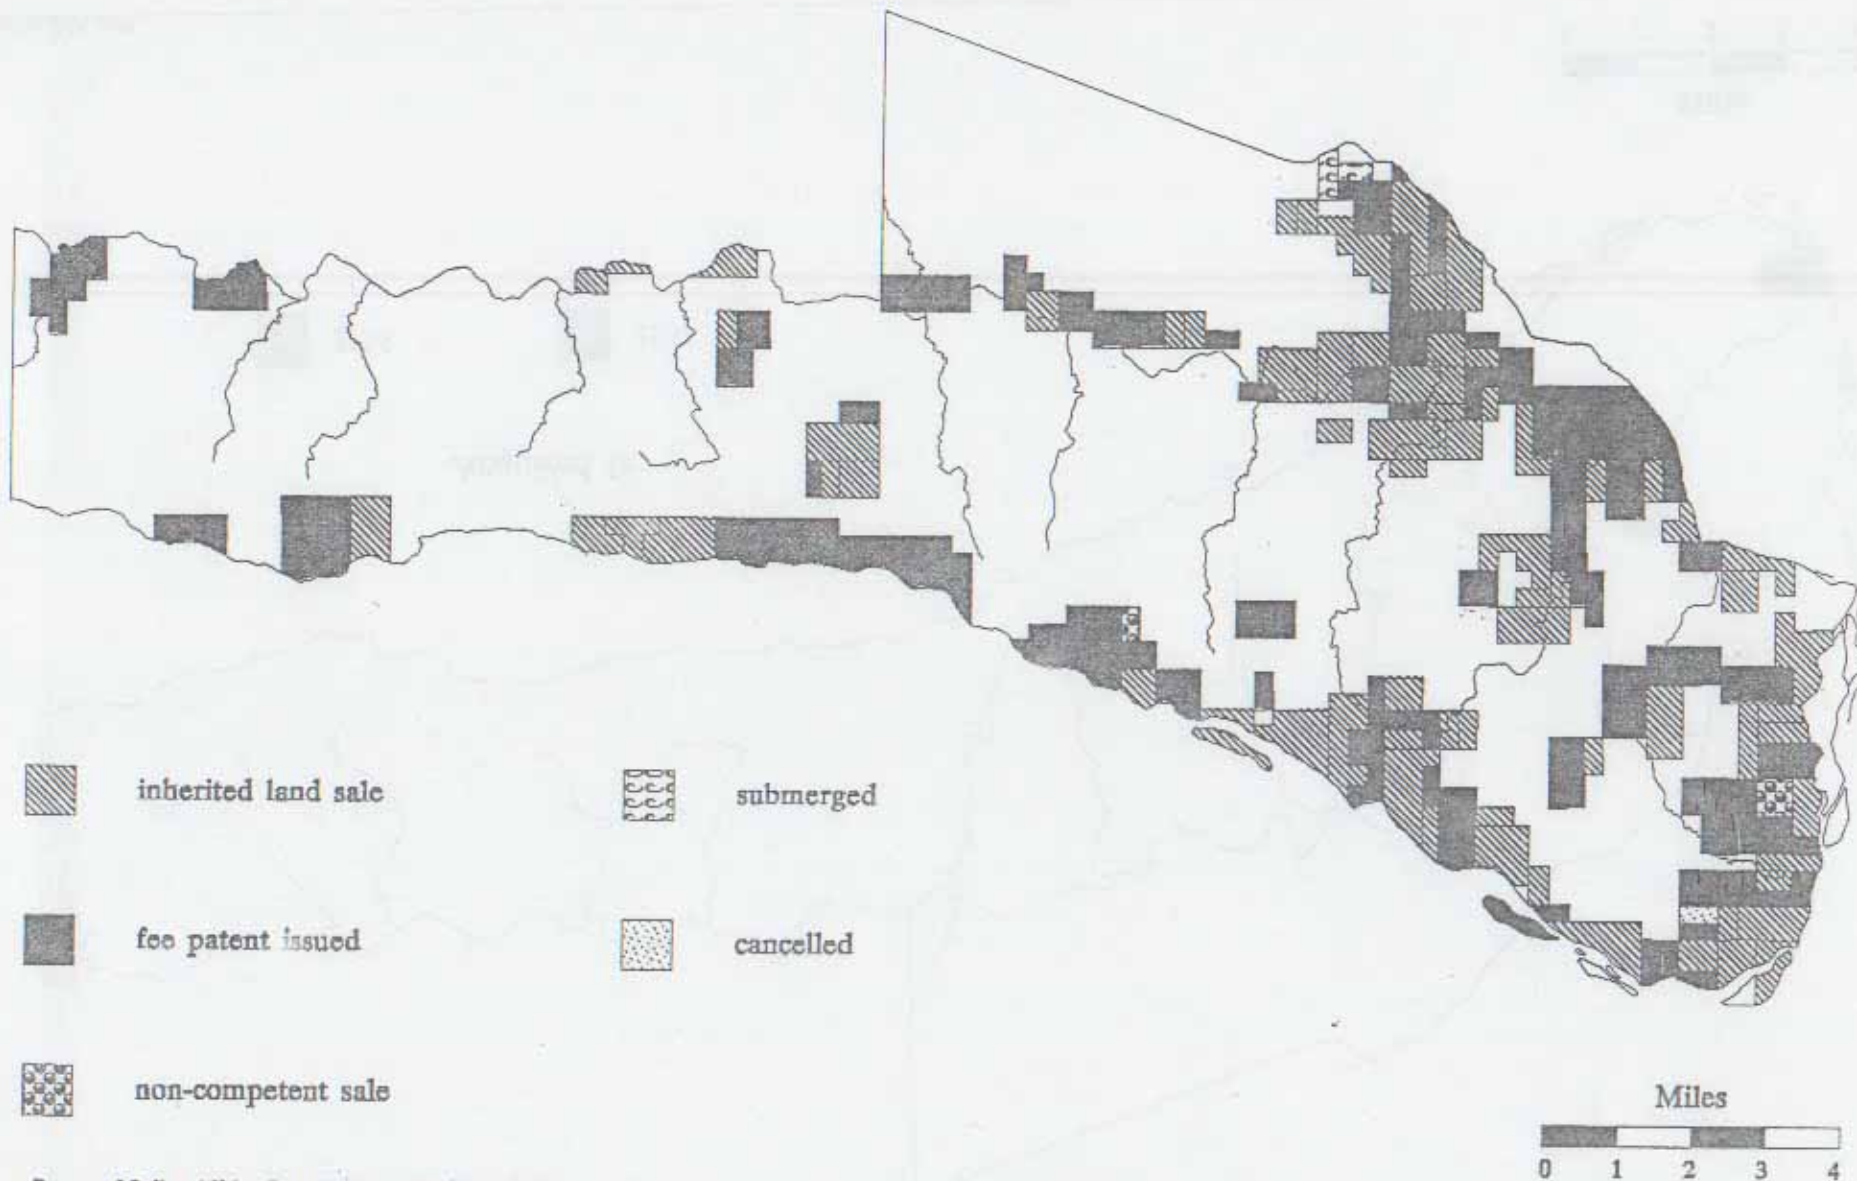 inherited land sale
submerged
fee patent issued
cancelled
non-competent sale
Miles
0 1 2 3 4